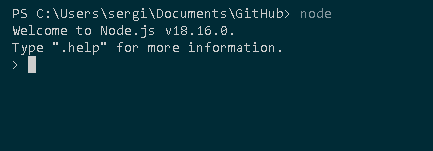 PS C:\Users\sergi\Documents\GitHub> node
Welcome to Node.js v18.16.0.
Type ".help" for more information.
>